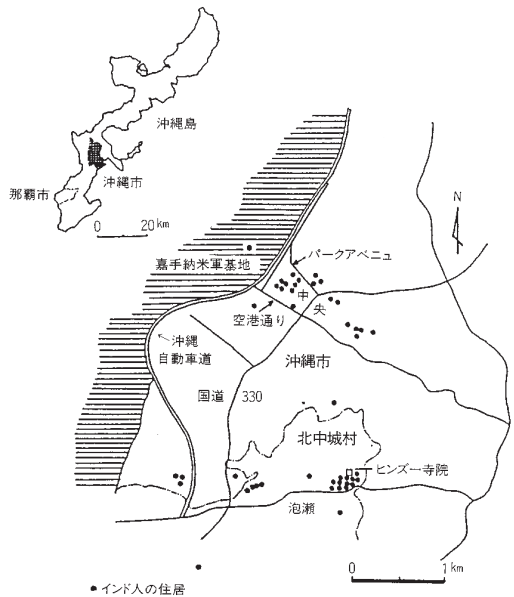 沖縄島
那覇市
沖縄市
0 20km
N
嘉手納米軍基地
パークアベニュ
中
央
空港通り
沖縄
自動車道
沖縄市
国道 330
北中城村
ヒンズー寺院
泡瀬
0 1km
●インド人の住居